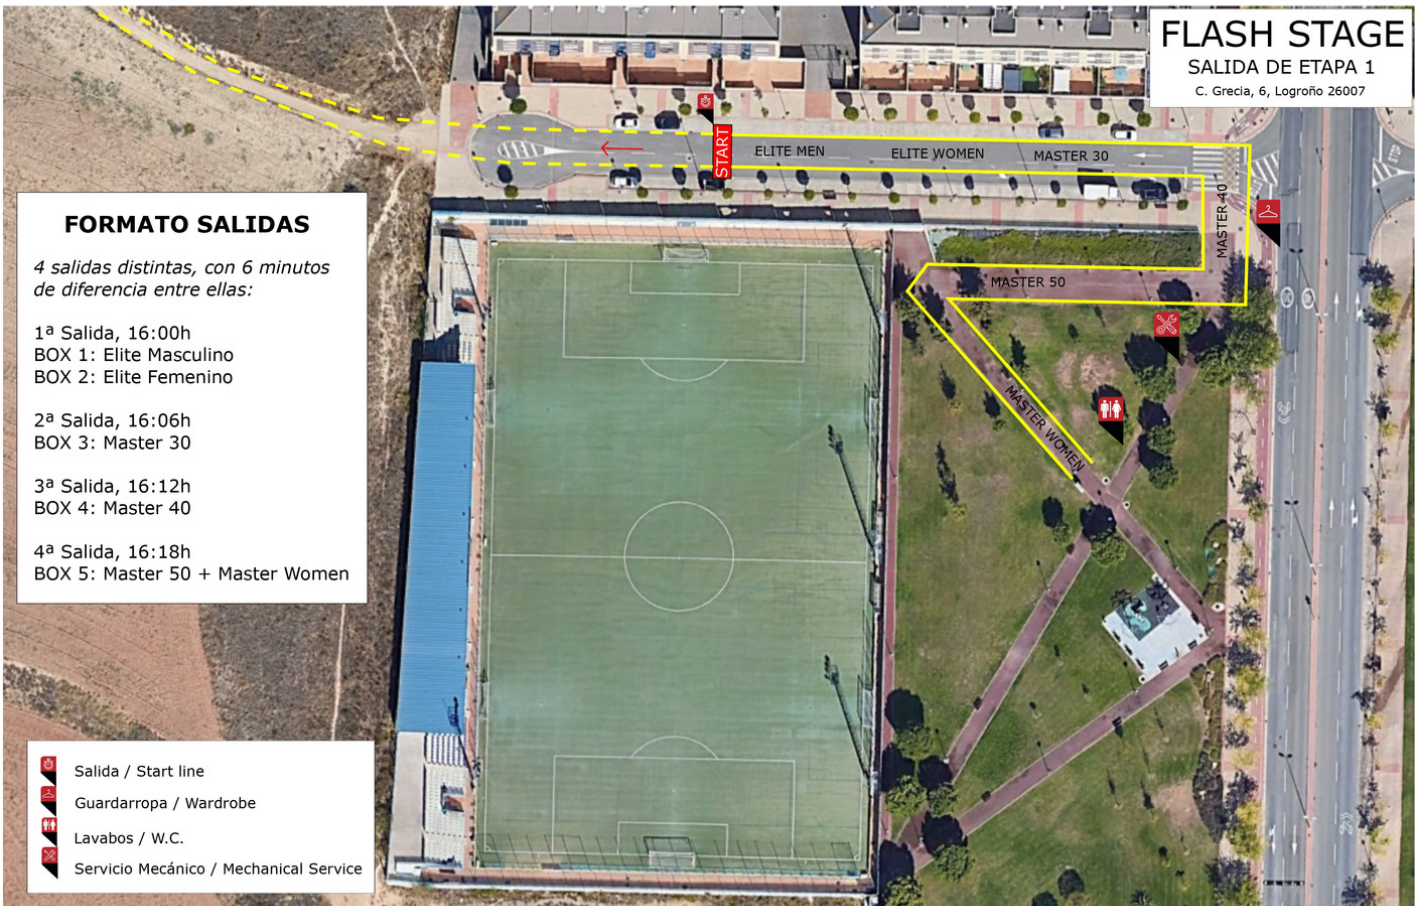 FLASH STAGE
SALIDA DE ETAPA 1
C. Grecia, 6, Logroño 26007
START
ELITE MEN
ELITE WOMEN
MASTER 30
MASTER 40
MASTER 50
MASTER WOMEN
STOP
FORMATO SALIDAS
4 salidas distintas, con 6 minutos
de diferencia entre ellas:
1ª Salida, 16:00h
BOX 1: Elite Masculino
BOX 2: Elite Femenino
2ª Salida, 16:06h
BOX 3: Master 30
3ª Salida, 16:12h
BOX 4: Master 40
4ª Salida, 16:18h
BOX 5: Master 50 + Master Women
Salida / Start line
Guardarropa / Wardrobe
Lavabos / W.C.
Servicio Mecánico / Mechanical Service